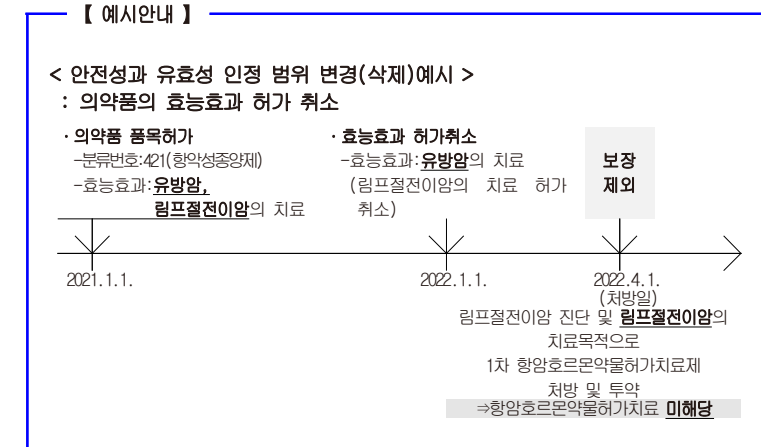 【 예시안내 】
< 안전성과 유효성 인정 범위 변경(삭제)예시 >
: 의약품의 효능효과 허가 취소
· 의약품 품목허가
-분류번호:421(항악성종양제)
-효능효과:유방암,
림프절전이암의 치료
· 효능효과 허가취소
-효능효과:유방암의 치료
(림프절전이암의 치료 허가
취소)
보장
제외
2021.1.1.
2022.1.1.
2022.4.1.
(처방일)
림프절전이암 진단 및 림프절전이암의
치료목적으로
1차 항암호르몬약물허가치료제
처방 및 투약
⇒항암호르몬약물허가치료 미해당